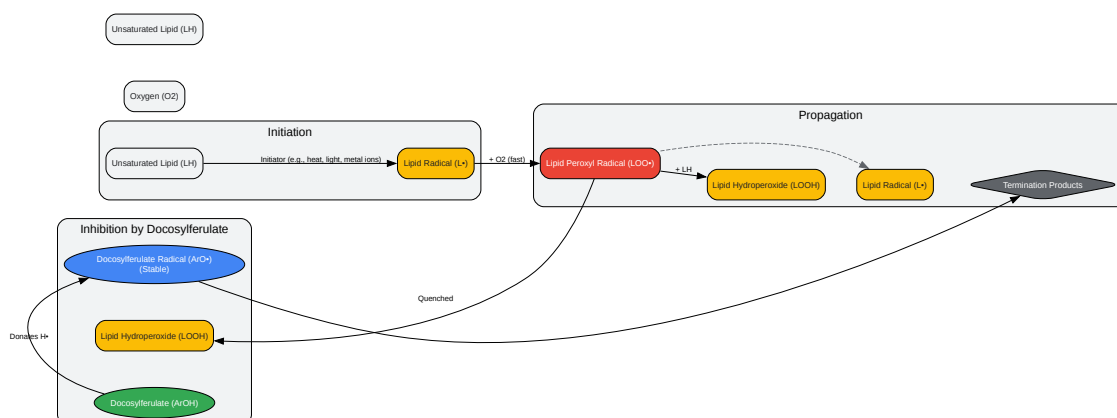 Unsaturated Lipid (LH)
Oxygen (O2)
Initiation
Unsaturated Lipid (LH)
Initiator (e.g., heat, light, metal ions)
Lipid Radical (L•)
+ O2 (fast)
Propagation
Lipid Peroxyl Radical (LOO•)
+ LH
Lipid Hydroperoxide (LOOH)
Lipid Radical (L•)
Termination Products
Inhibition by Docosylferulate
Docosylferulate Radical (ArO•)
(Stable)
Quenched
Lipid Hydroperoxide (LOOH)
Donates H•
Docosylferulate (ArOH)